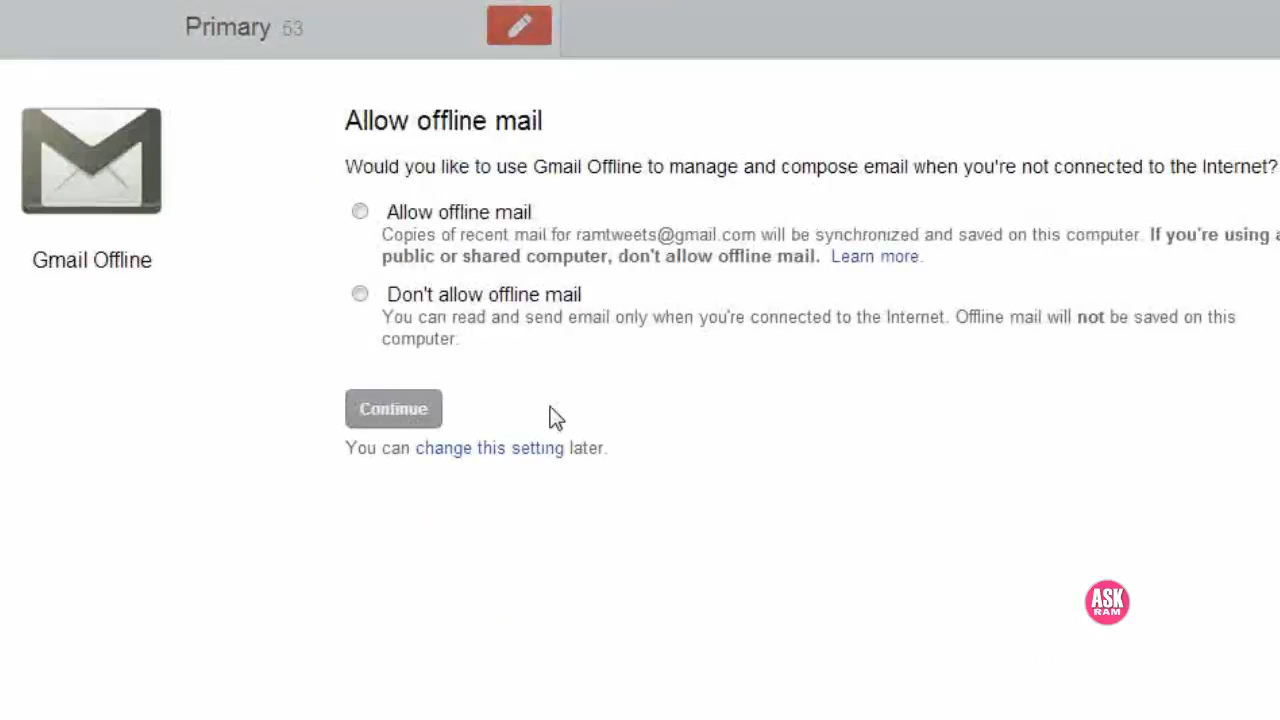 Primary 53
Allow offline mail
Would you like to use Gmail Offline to manage and compose email when you're not connected to the Internet?
Allow offline mail
Copies of recent mail for ramtweets@gmail.com will be synchronized and saved on this computer. If you're using a
public or shared computer, don't allow offline mail. Learn more.
Gmail Offline
Don't allow offline mail
You can read and send email only when you're connected to the Internet. Offline mail will not be saved on this
computer.
Continue
You can change this setting later.
ASK
RAM